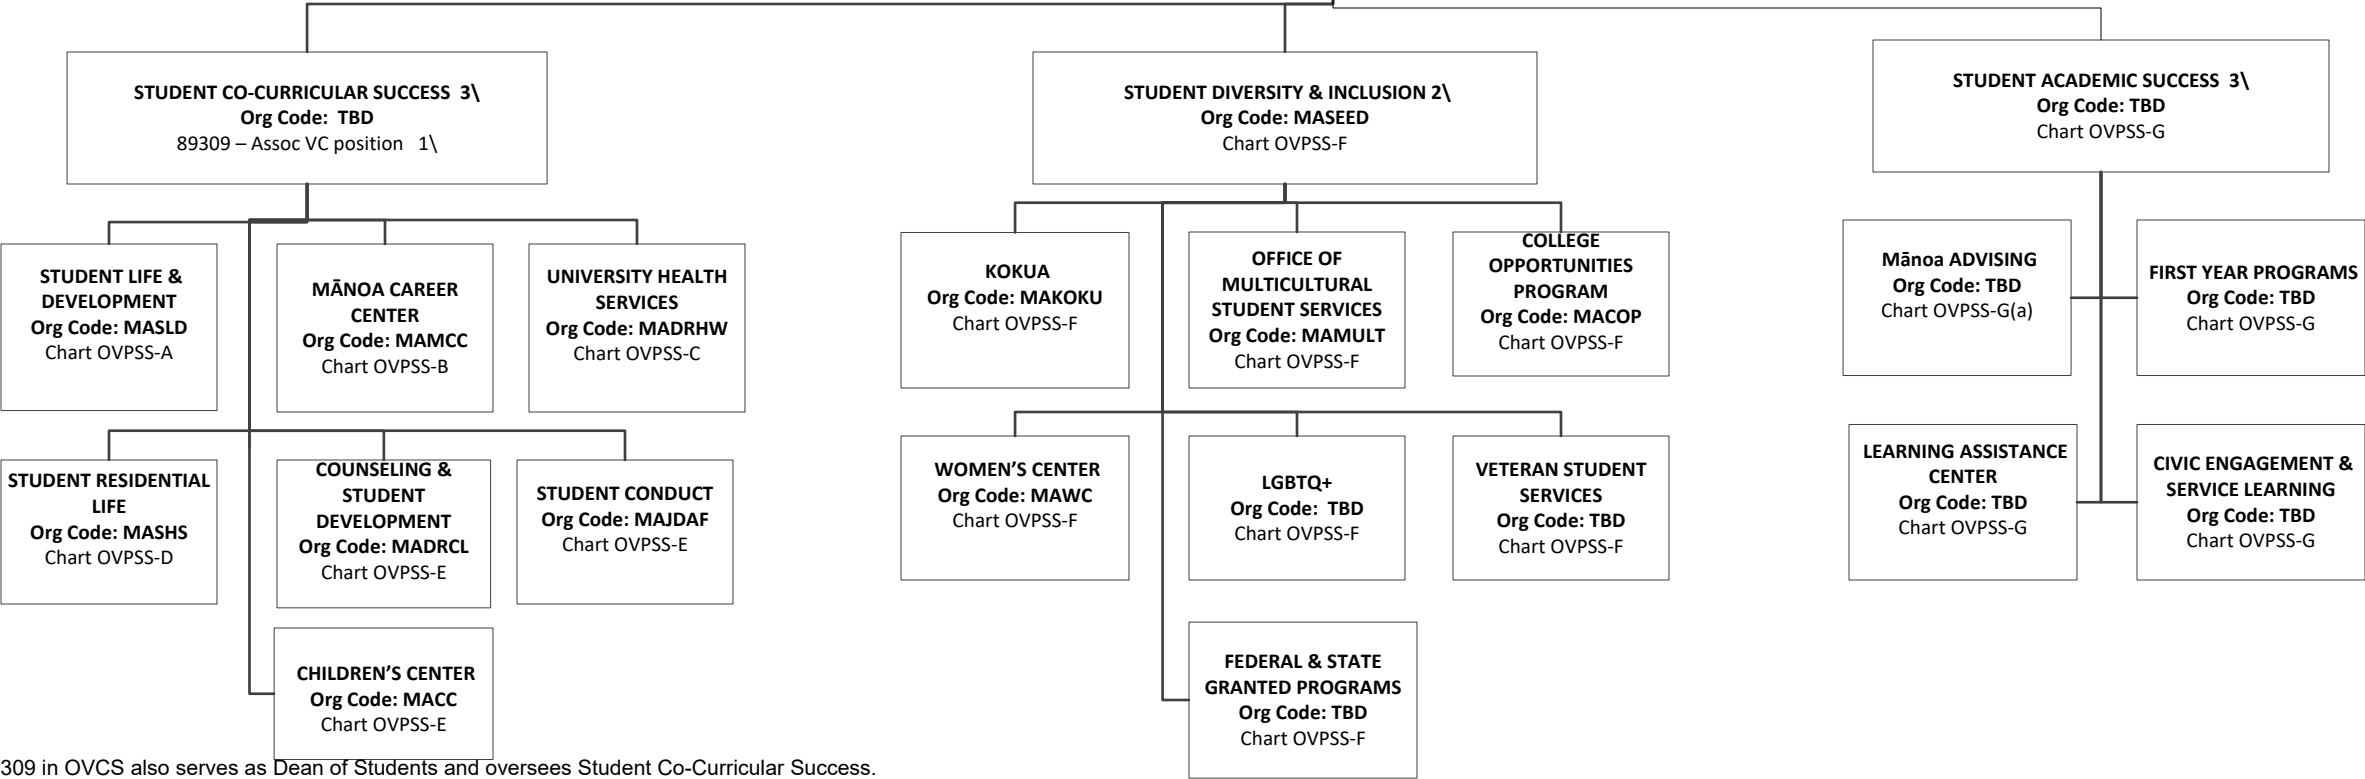 STUDENT CO-CURRICULAR SUCCESS 3\
Org Code: TBD
89309 – Assoc VC position 1\
STUDENT DIVERSITY & INCLUSION 2\
Org Code: MASEED
Chart OVPSS-F
STUDENT ACADEMIC SUCCESS 3\
Org Code: TBD
Chart OVPSS-G
STUDENT LIFE &
DEVELOPMENT
Org Code: MASLD
Chart OVPSS-A
MĀNOA CAREER
CENTER
Org Code: MAMCC
Chart OVPSS-B
UNIVERSITY HEALTH
SERVICES
Org Code: MADRHW
Chart OVPSS-C
KOKUA
Org Code: MAKOKU
Chart OVPSS-F
OFFICE OF
MULTICULTURAL
STUDENT SERVICES
Org Code: MAMULT
Chart OVPSS-F
COLLEGE
OPPORTUNITIES
PROGRAM
Org Code: MACOP
Chart OVPSS-F
Mānoa ADVISING
Org Code: TBD
Chart OVPSS-G(a)
FIRST YEAR PROGRAMS
Org Code: TBD
Chart OVPSS-G
STUDENT RESIDENTIAL
LIFE
Org Code: MASHS
Chart OVPSS-D
COUNSELING &
STUDENT
DEVELOPMENT
Org Code: MADRCL
Chart OVPSS-E
STUDENT CONDUCT
Org Code: MAJDAF
Chart OVPSS-E
WOMEN’S CENTER
Org Code: MAWC
Chart OVPSS-F
LGBTQ+
Org Code: TBD
Chart OVPSS-F
VETERAN STUDENT
SERVICES
Org Code: TBD
Chart OVPSS-F
LEARNING ASSISTANCE
CENTER
Org Code: TBD
Chart OVPSS-G
CIVIC ENGAGEMENT &
SERVICE LEARNING
Org Code: TBD
Chart OVPSS-G
CHILDREN’S CENTER
Org Code: MACC
Chart OVPSS-E
FEDERAL & STATE
GRANTED PROGRAMS
Org Code: TBD
Chart OVPSS-F
309 in OVCS also serves as Dean of Students and oversees Student Co-Curricular Success.